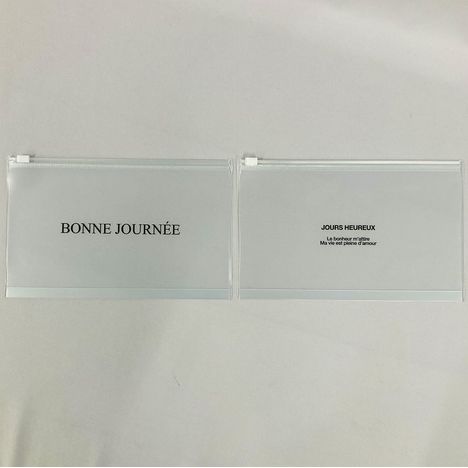 BONNE JOURNÉE
JOURS HEUREUX
Le bonheur m'attire
Ma vie est pleine d'amour